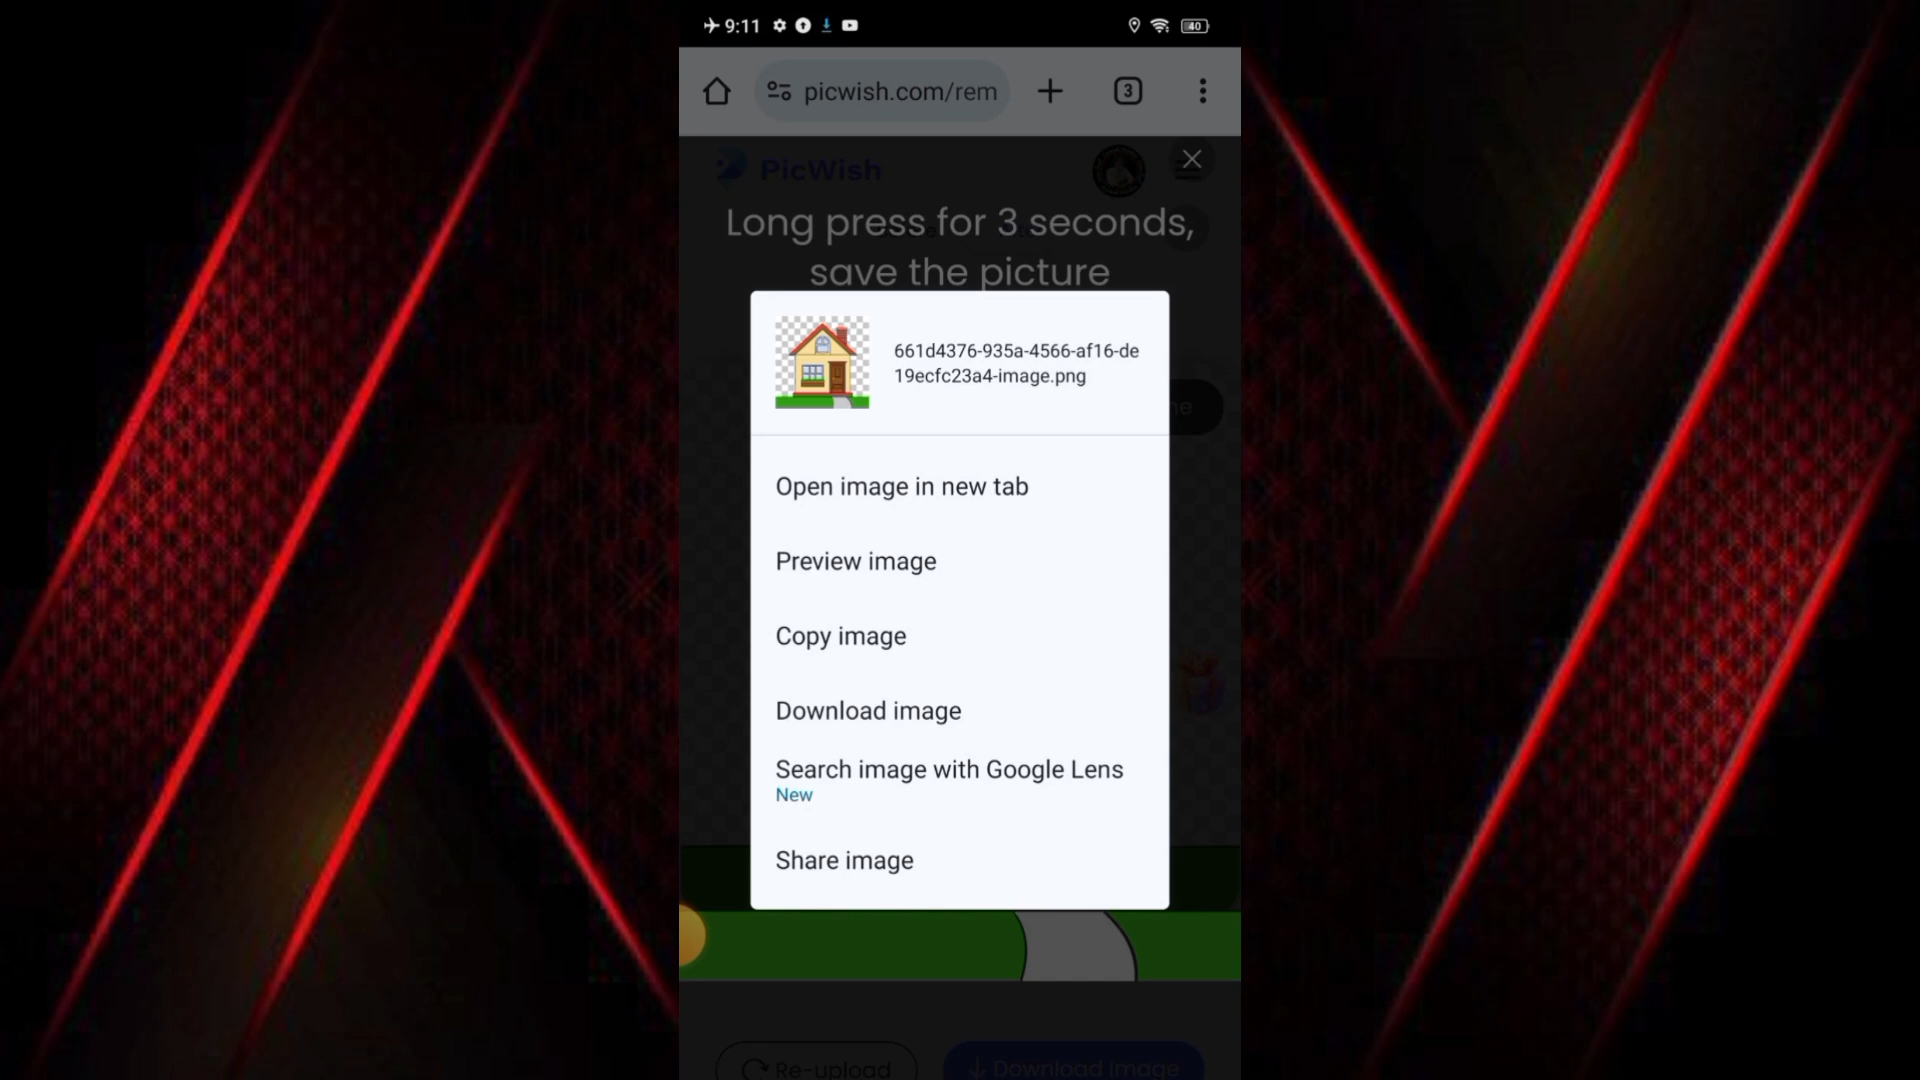 9:11
40
picwish.com/rem
3
PicWish
Long press for 3 seconds,
save the picture
661d4376-935a-4566-af16-de
19ecfc23a4-image.png
Open image in new tab
Preview image
Copy image
Download image
Search image with Google Lens
New
Share image
Re-upload
Download Image